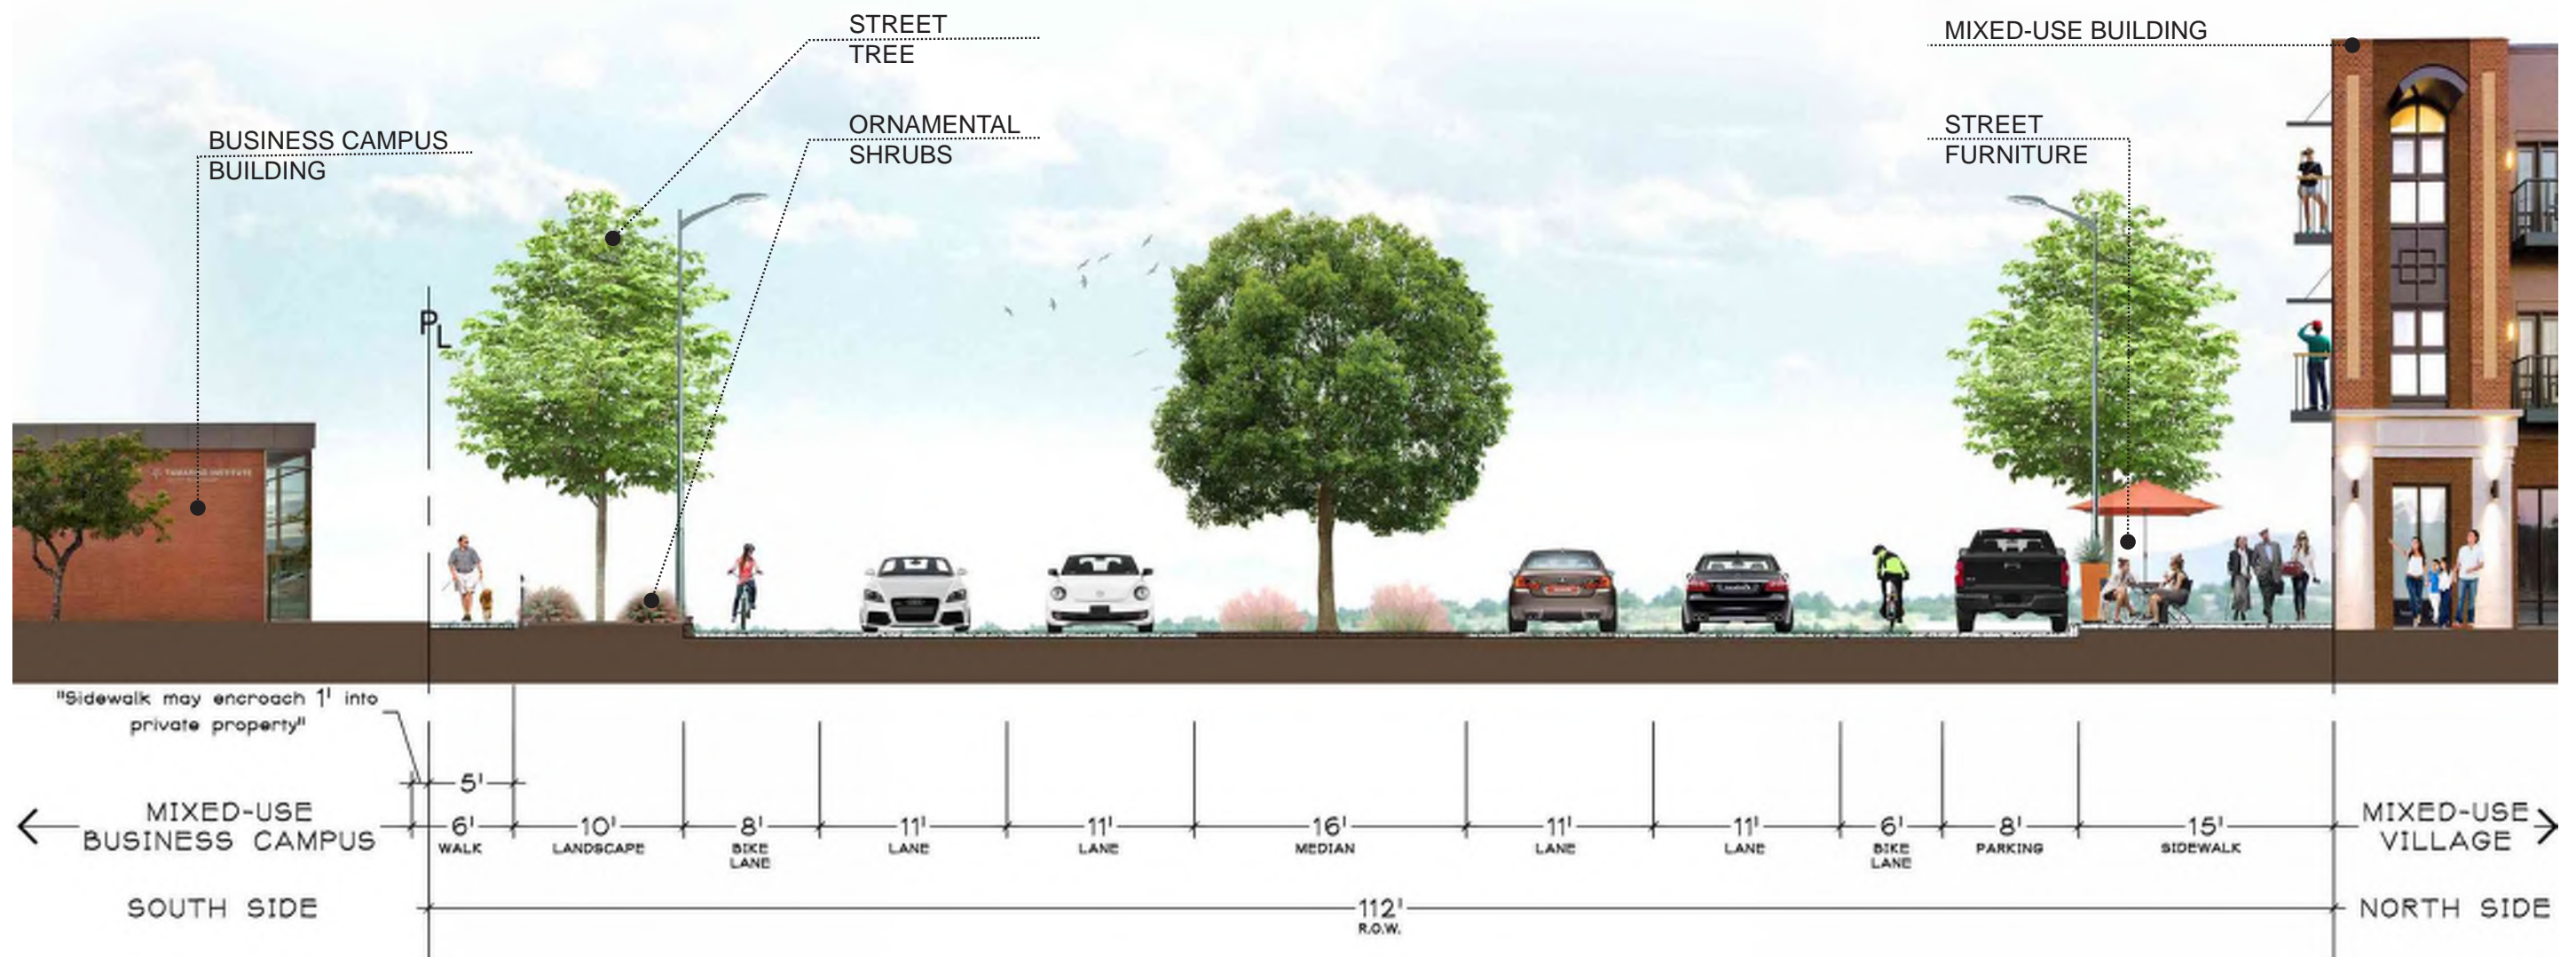 STREET
TREE
MIXED-USE BUILDING
ORNAMENTAL
SHRUBS
STREET
FURNITURE
BUSINESS CAMPUS
BUILDING
PL
"Sidewalk may encroach 1' into
private property"
5'
MIXED-USE
BUSINESS CAMPUS
6'
WALK
10'
LANDSCAPE
8'
BIKE
LANE
11'
LANE
11'
LANE
16'
MEDIAN
11'
LANE
11'
LANE
6'
BIKE
LANE
8'
PARKING
15'
SIDEWALK
MIXED-USE
VILLAGE
SOUTH SIDE
112'
R.O.W.
NORTH SIDE